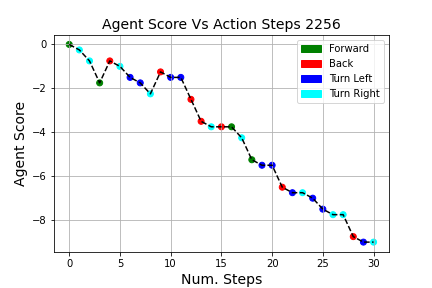 Agent Score Vs Action Steps 2256
Forward
Back
Turn Left
Turn Right
Agent Score
0
−2
−4
−6
−8
0 5 10 15 20 25 30
Num. Steps